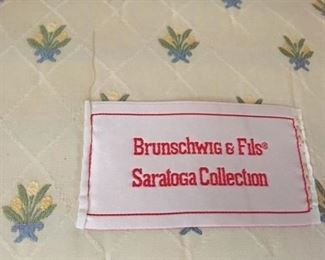 Brunschwig & Fils®
Saratoga Collection